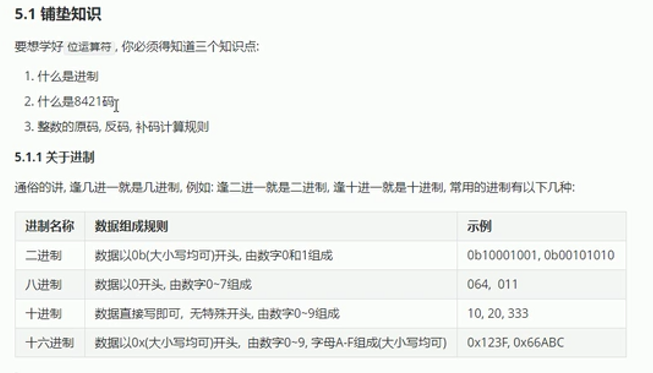 5.1 铺垫知识
要想学好 位运算符 , 你必须得知道三个知识点:
1. 什么是进制
2. 什么是8421码
3. 整数的原码, 反码, 补码计算规则
5.1.1 关于进制
通俗的讲, 逢几进一就是几进制, 例如: 逢二进一就是二进制, 逢十进一就是十进制, 常用的进制有以下几种:
进制名称 数据组成规则 示例
二进制 数据以0b(大小写均可)开头, 由数字0和1组成 0b10001001, 0b00101010
八进制 数据以0开头, 由数字0~7组成 064, 011
十进制 数据直接写即可, 无特殊开头, 由数字0~9组成 10, 20, 333
十六进制 数据以0x(大小写均可)开头, 由数字0~9, 字母A-F组成(大小写均可) 0x123F, 0x66ABC